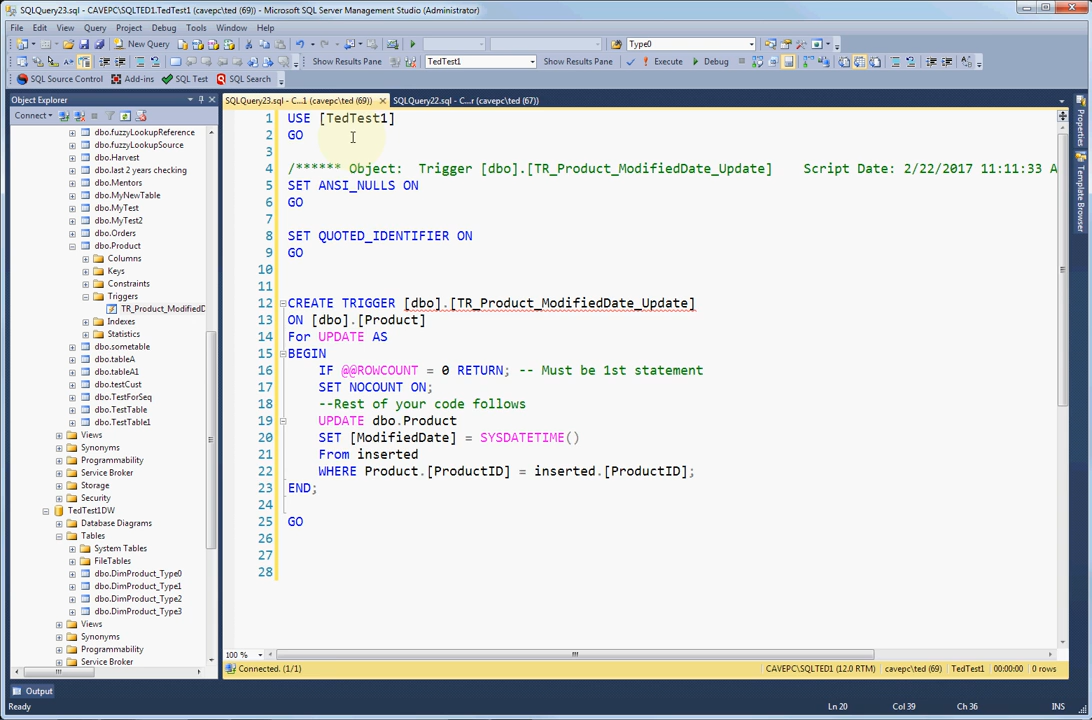 SQLQuery23.sql - CAVEPC\SQLTED1.TedTest1 (cavepc\ted (69)) - Microsoft SQL Server Management Studio (Administrator)
File Edit View Query Project Debug Tools Window Help
New Query Type0
Show Results Pane TedTest1 Show Results Pane Execute Debug
SQL Source Control Add-ins SQL Test SQL Search
Object Explorer
Connect
dbo.fuzzyLookupReference
dbo.fuzzyLookupSource
dbo.Harvest
dbo.last 2 years checking
dbo.Mentors
dbo.MyNewTable
dbo.MyTest
dbo.MyTest2
dbo.Orders
dbo.Product
Columns
Keys
Constraints
Triggers
TR_Product_ModifiedD
Indexes
Statistics
dbo.sometable
dbo.tableA
dbo.tableA1
dbo.testCust
dbo.TestForSeq
dbo.TestTable
dbo.TestTable1
Views
Synonyms
Programmability
Service Broker
Storage
Security
TedTest1DW
Database Diagrams
Tables
System Tables
FileTables
dbo.DimProduct_Type0
dbo.DimProduct_Type1
dbo.DimProduct_Type2
dbo.DimProduct_Type3
Views
Synonyms
Programmability
Service Broker
SQLQuery23.sql - C...1 (cavepc\ted (69)) SQLQuery22.sql - C...r (cavepc\ted (67))
1 USE [TedTest1]
2 GO
3
4 /****** Object: Trigger [dbo].[TR_Product_ModifiedDate_Update] Script Date: 2/22/2017 11:11:33 A
5 SET ANSI_NULLS ON
6 GO
7
8 SET QUOTED_IDENTIFIER ON
9 GO
10
11
12 CREATE TRIGGER [dbo].[TR_Product_ModifiedDate_Update]
13 ON [dbo].[Product]
14 For UPDATE AS
15 BEGIN
16 IF @@ROWCOUNT = 0 RETURN; -- Must be 1st statement
17 SET NOCOUNT ON;
18 --Rest of your code follows
19 UPDATE dbo.Product
20 SET [ModifiedDate] = SYSDATETIME()
21 From inserted
22 WHERE Product.[ProductID] = inserted.[ProductID];
23 END;
24
25 GO
26
27
28
100 %
Connected. (1/1) CAVEPC\SQLTED1 (12.0 RTM) cavepc\ted (69) TedTest1 00:00:00 0 rows
Properties
Template Browser
Output
Ready Ln 20 Col 39 Ch 36 INS